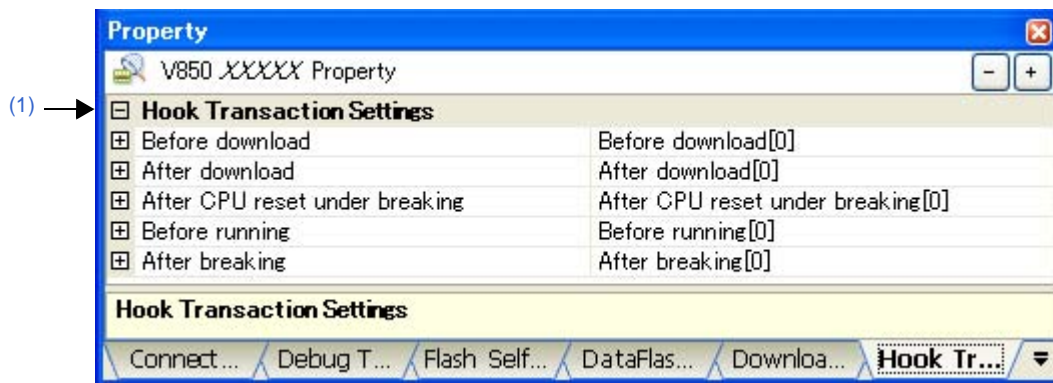 Property
V850 XXXXX Property
- +
(1)
Hook Transaction Settings
Before download Before download[0]
After download After download[0]
After CPU reset under breaking After CPU reset under breaking[0]
Before running Before running[0]
After breaking After breaking[0]
Hook Transaction Settings
Connect ... Debug T... Flash Self... DataFlas... Downloa... Hook Tr...